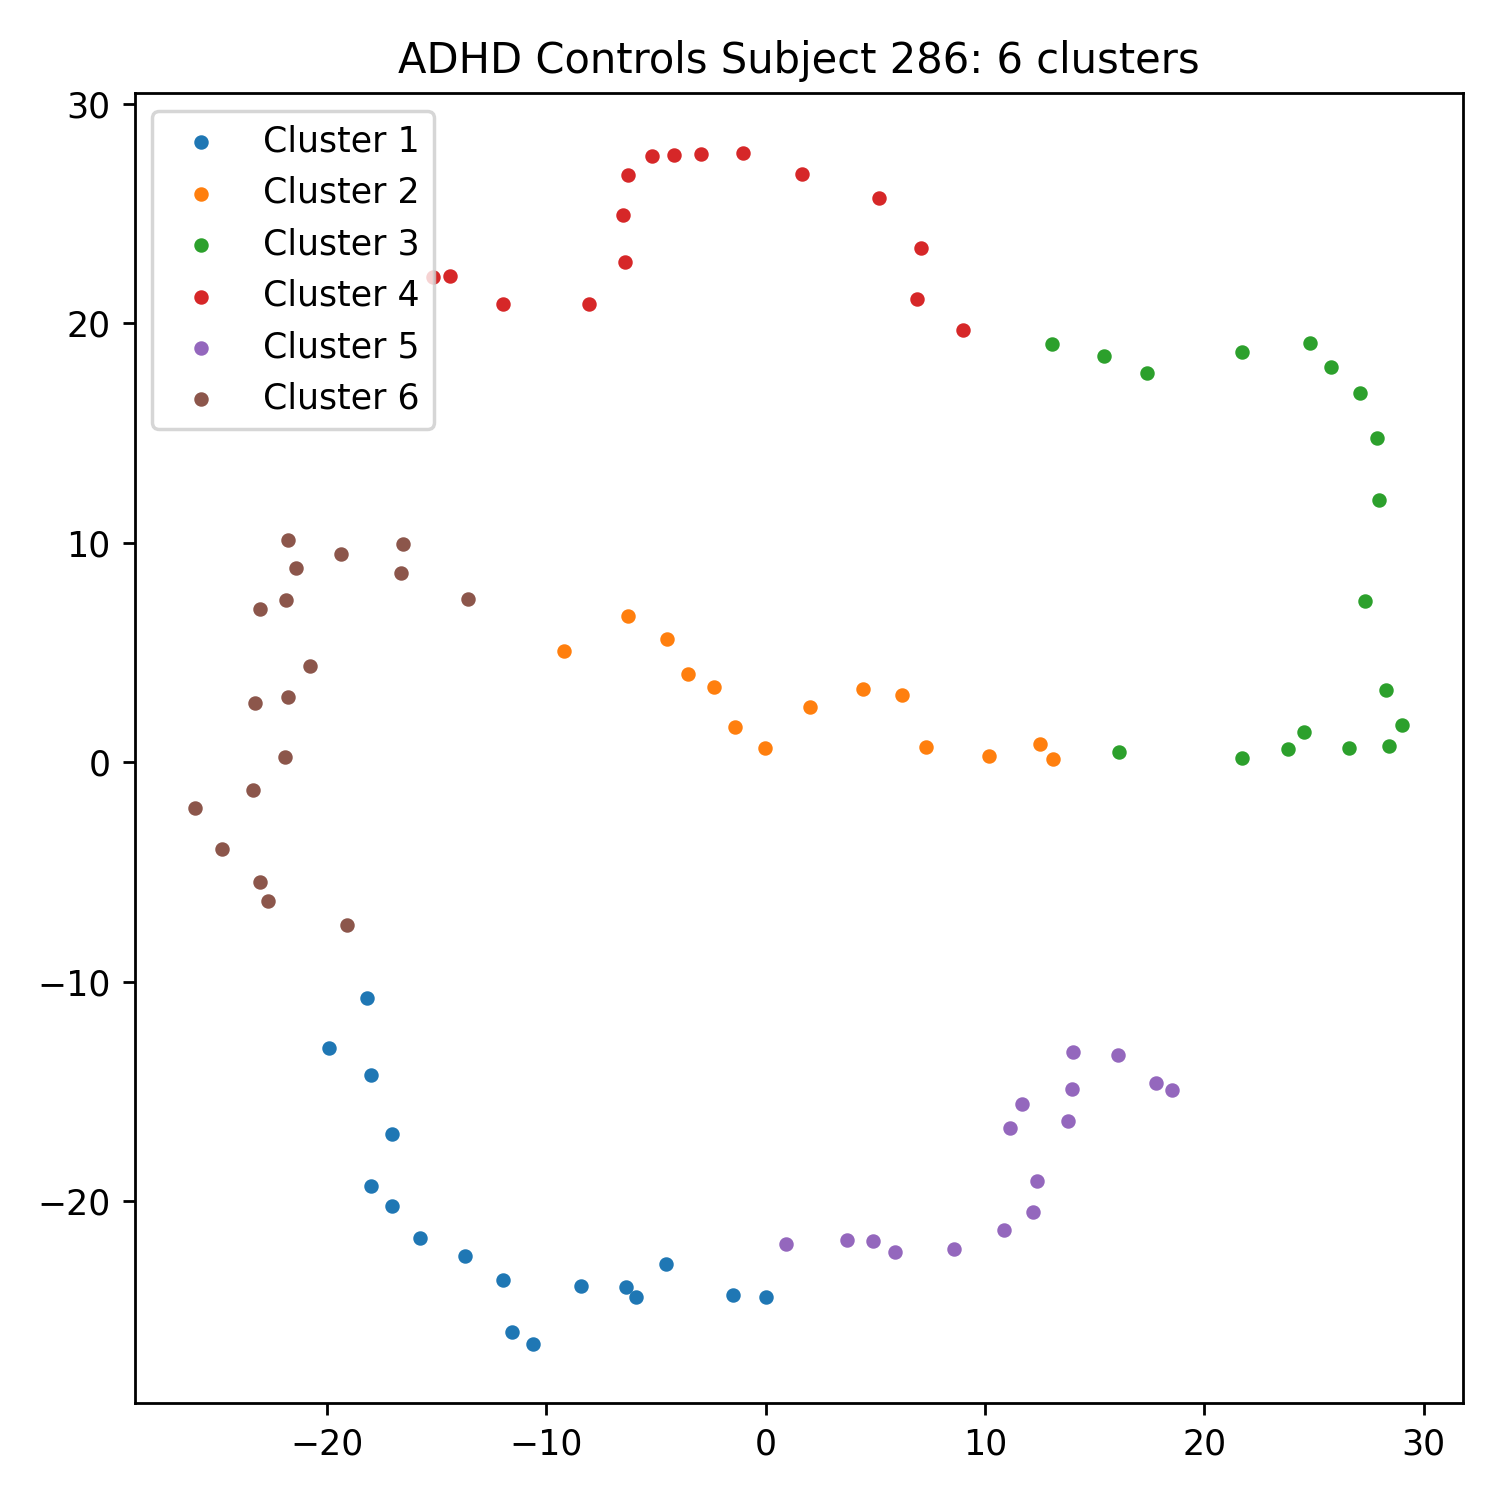 ADHD Controls Subject 286: 6 clusters
30
20
10
0
−10
−20
Cluster 1
Cluster 2
Cluster 3
Cluster 4
Cluster 5
Cluster 6
−20 −10 0 10 20 30